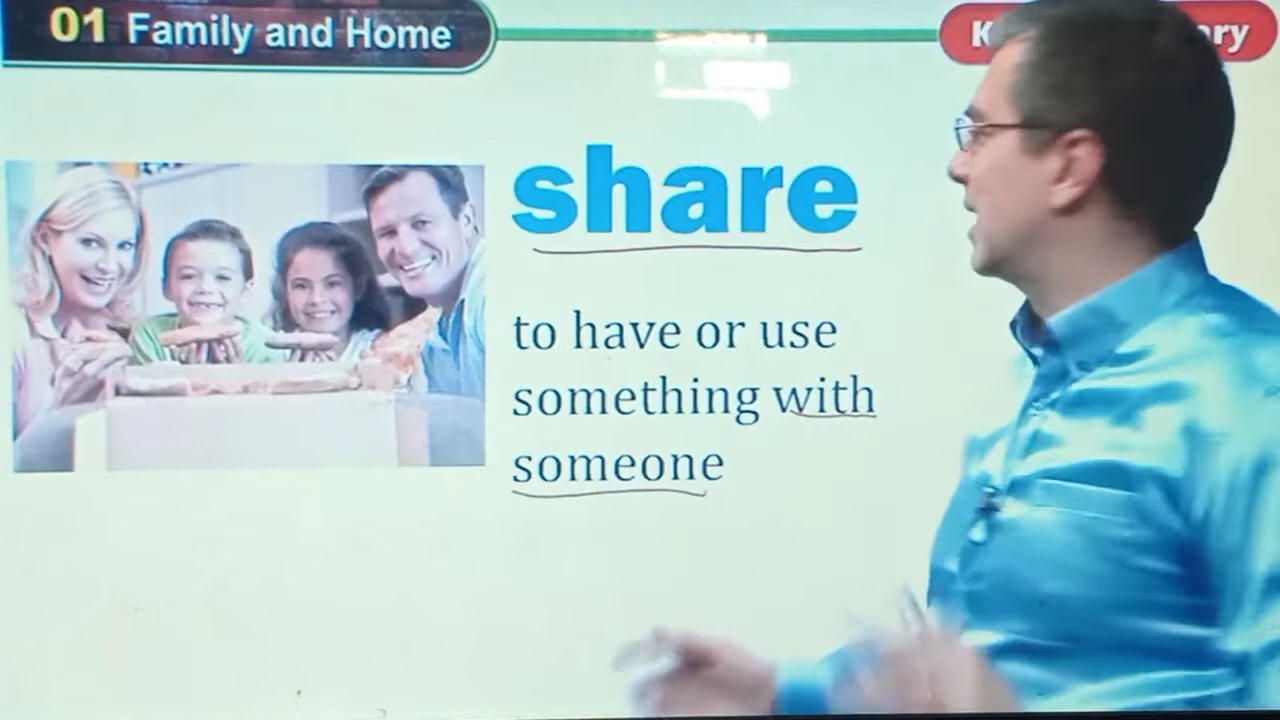 01 Family and Home
share
to have or use
something with
someone